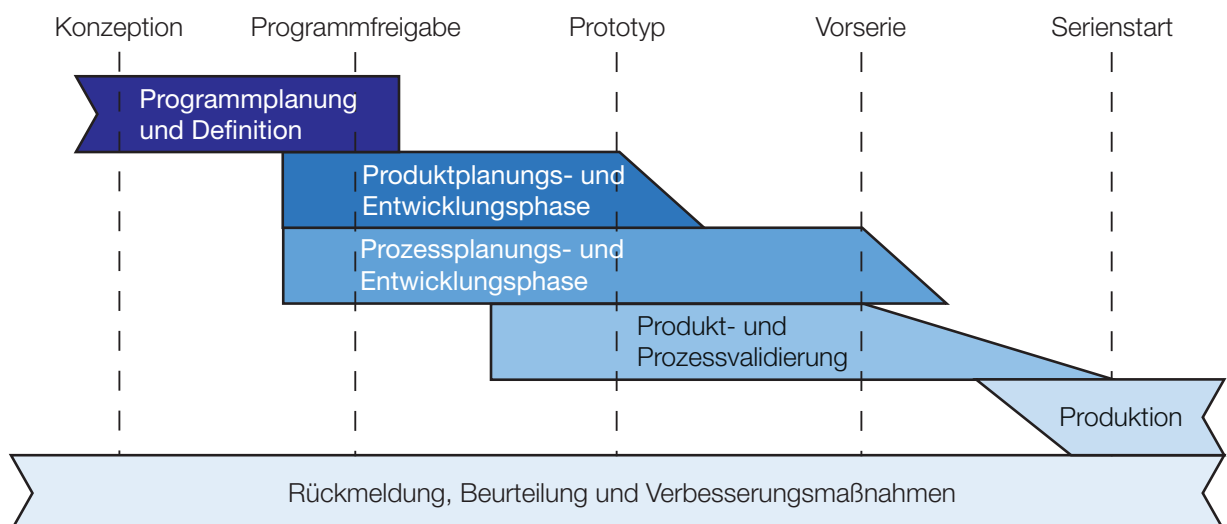 Konzeption Programmfreigabe Prototyp Vorserie Serienstart
Programmplanung
und Definition
Produktplanungs- und
Entwicklungsphase
Prozessplanungs- und
Entwicklungsphase
Produkt- und
Prozessvalidierung
Produktion
Rückmeldung, Beurteilung und Verbesserungsmaßnahmen